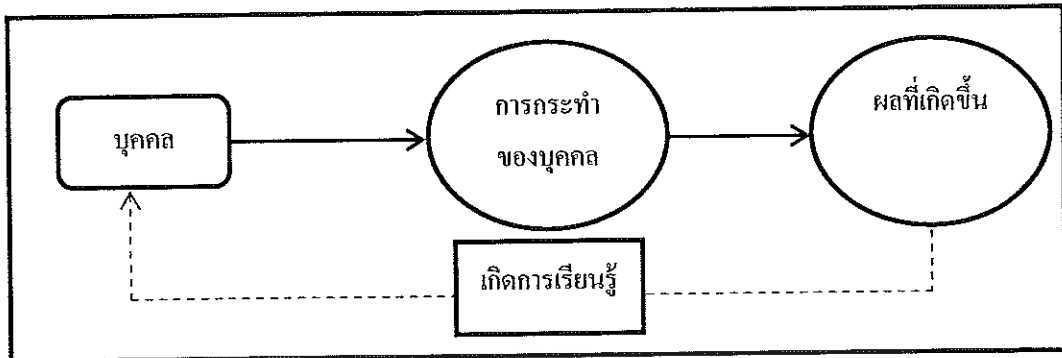 บุคคล
การกระทำ
ของบุคคล
ผลที่เกิดขึ้น
เกิดการเรียนรู้